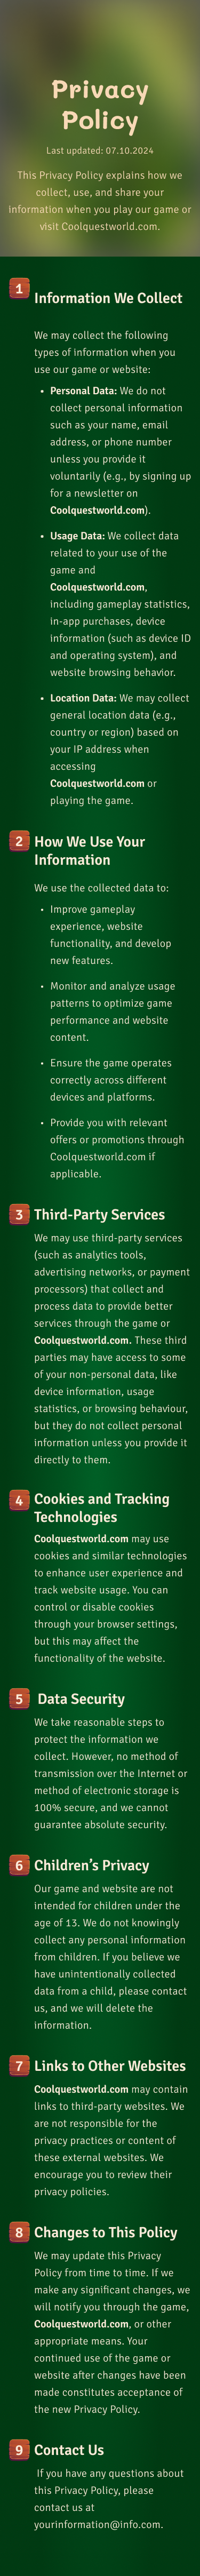 Privacy
Policy
Last updated: 07.10.2024
This Privacy Policy explains how we
collect, use, and share your
information when you play our game or
visit Coolquestworld.com.
1
Information We Collect
We may collect the following
types of information when you
use our game or website:
• Personal Data: We do not
collect personal information
such as your name, email
address, or phone number
unless you provide it
voluntarily (e.g., by signing up
for a newsletter on
Coolquestworld.com).
• Usage Data: We collect data
related to your use of the
game and
Coolquestworld.com,
including gameplay statistics,
in-app purchases, device
information (such as device ID
and operating system), and
website browsing behavior.
• Location Data: We may collect
general location data (e.g.,
country or region) based on
your IP address when
accessing
Coolquestworld.com or
playing the game.
2
How We Use Your
Information
We use the collected data to:
• Improve gameplay
experience, website
functionality, and develop
new features.
• Monitor and analyze usage
patterns to optimize game
performance and website
content.
• Ensure the game operates
correctly across different
devices and platforms.
• Provide you with relevant
offers or promotions through
Coolquestworld.com if
applicable.
3
Third-Party Services
We may use third-party services
(such as analytics tools,
advertising networks, or payment
processors) that collect and
process data to provide better
services through the game or
Coolquestworld.com. These third
parties may have access to some
of your non-personal data, like
device information, usage
statistics, or browsing behaviour,
but they do not collect personal
information unless you provide it
directly to them.
4
Cookies and Tracking
Technologies
Coolquestworld.com may use
cookies and similar technologies
to enhance user experience and
track website usage. You can
control or disable cookies
through your browser settings,
but this may affect the
functionality of the website.
5
Data Security
We take reasonable steps to
protect the information we
collect. However, no method of
transmission over the Internet or
method of electronic storage is
100% secure, and we cannot
guarantee absolute security.
6
Children's Privacy
Our game and website are not
intended for children under the
age of 13. We do not knowingly
collect any personal information
from children. If you believe we
have unintentionally collected
data from a child, please contact
us, and we will delete the
information.
7
Links to Other Websites
Coolquestworld.com may contain
links to third-party websites. We
are not responsible for the
privacy practices or content of
these external websites. We
encourage you to review their
privacy policies.
8
Changes to This Policy
We may update this Privacy
Policy from time to time. If we
make any significant changes, we
will notify you through the game,
Coolquestworld.com, or other
appropriate means. Your
continued use of the game or
website after changes have been
made constitutes acceptance of
the new Privacy Policy.
9
Contact Us
If you have any questions about
this Privacy Policy, please
contact us at
yourinformation@info.com.